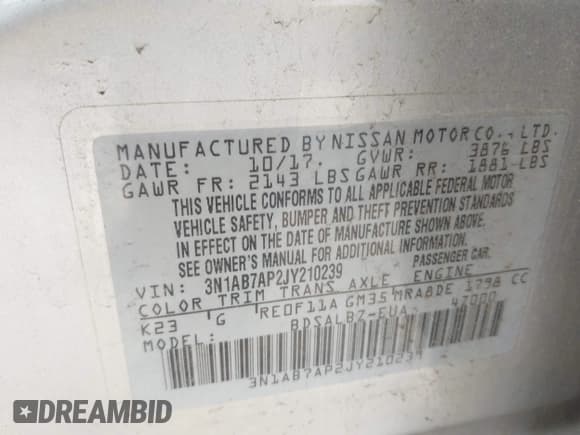 MANUFACTURED BY NISSAN MOTOR CO., LTD.
DATE: 10/17. GVWR: 3876 LBS
GAWR FR: 2143 LBS GAWR RR: 1881 LBS
THIS VEHICLE CONFORMS TO ALL APPLICABLE FEDERAL MOTOR
VEHICLE SAFETY, BUMPER AND THEFT PREVENTION STANDARDS
IN EFFECT ON THE DATE OF MANUFACTURE SHOWN ABOVE.
SEE OWNER'S MANUAL FOR ADDITIONAL INFORMATION.
VIN: 3N1AB7AP2JY210239 PASSENGER CAR.
COLOR TRIM TRANS AXLE ENGINE
K23 G RE0F11A GM35 MRA8DE 1798 CC
MODEL: BDSALBZ-EUA 47000
3N1AB7AP2JY210239
DREAMBID